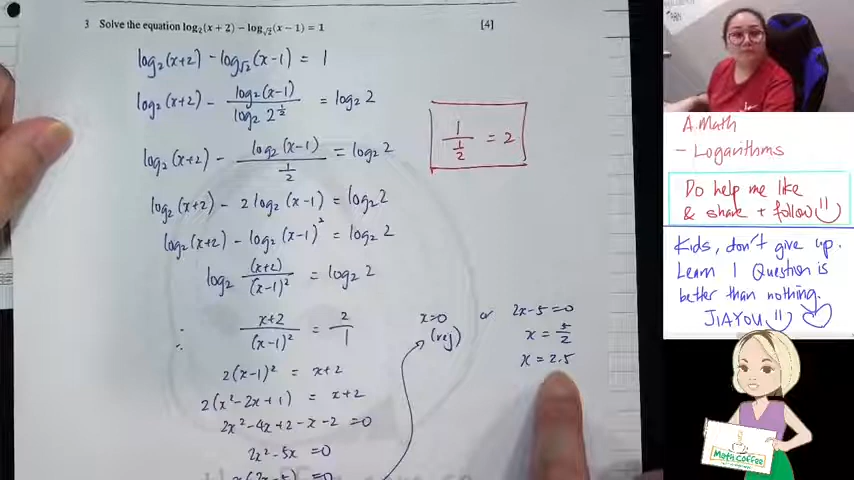 3 Solve the equation log₂(x + 2) − log√2(x − 1) = 1 [4]
log₂(x+2) - log√2(x-1) = 1
log₂(x+2) - log₂(x-1) / log₂ 2^½ = log₂ 2
log₂(x+2) - log₂(x-1) / ½ = log₂ 2
log₂(x+2) - 2 log₂(x-1) = log₂ 2
log₂(x+2) - log₂(x-1)² = log₂ 2
log₂ (x+2)/(x-1)² = log₂ 2
∴ x+2/(x-1)² = 2/1
2(x-1)² = x+2
2(x²-2x+1) = x+2
2x²-4x+2-x-2 = 0
2x²-5x = 0
x(2x-5) = 0
1/½ = 2
x=0 or 2x-5=0
(rej) x = 5/2
x = 2.5
A.Math
- Logarithms
Do help me like
& share + follow
Kids, don't give up.
Learn 1 Question is
better than nothing.
JIAYOU
Math Coffee